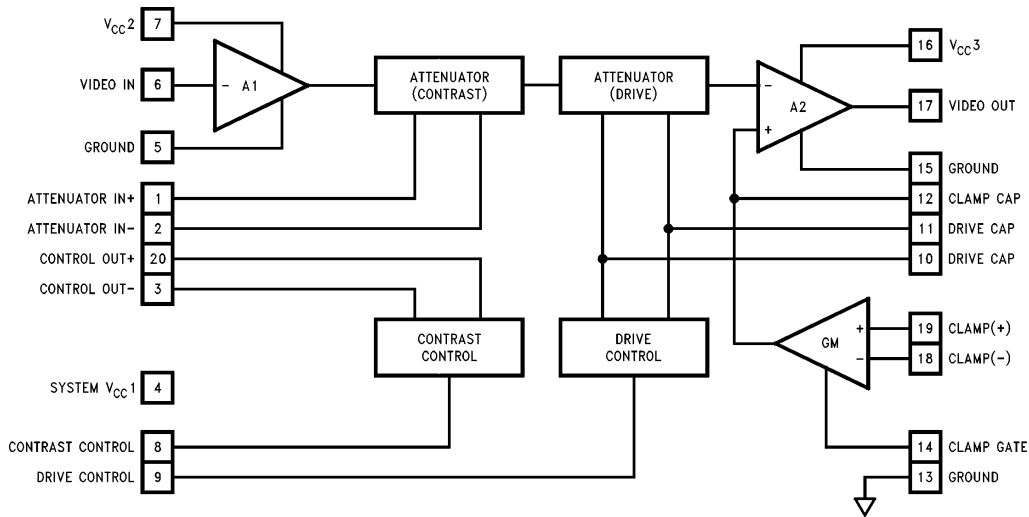 V_CC2 7
VIDEO IN 6
GROUND 5
ATTENUATOR IN+ 1
ATTENUATOR IN− 2
CONTROL OUT+ 20
CONTROL OUT− 3
SYSTEM V_CC1 4
CONTRAST CONTROL 8
DRIVE CONTROL 9
− A1
ATTENUATOR
(CONTRAST)
ATTENUATOR
(DRIVE)
CONTRAST
CONTROL
DRIVE
CONTROL
−
A2
+
+
GM
−
16 V_CC3
17 VIDEO OUT
15 GROUND
12 CLAMP CAP
11 DRIVE CAP
10 DRIVE CAP
19 CLAMP(+)
18 CLAMP(−)
14 CLAMP GATE
13 GROUND